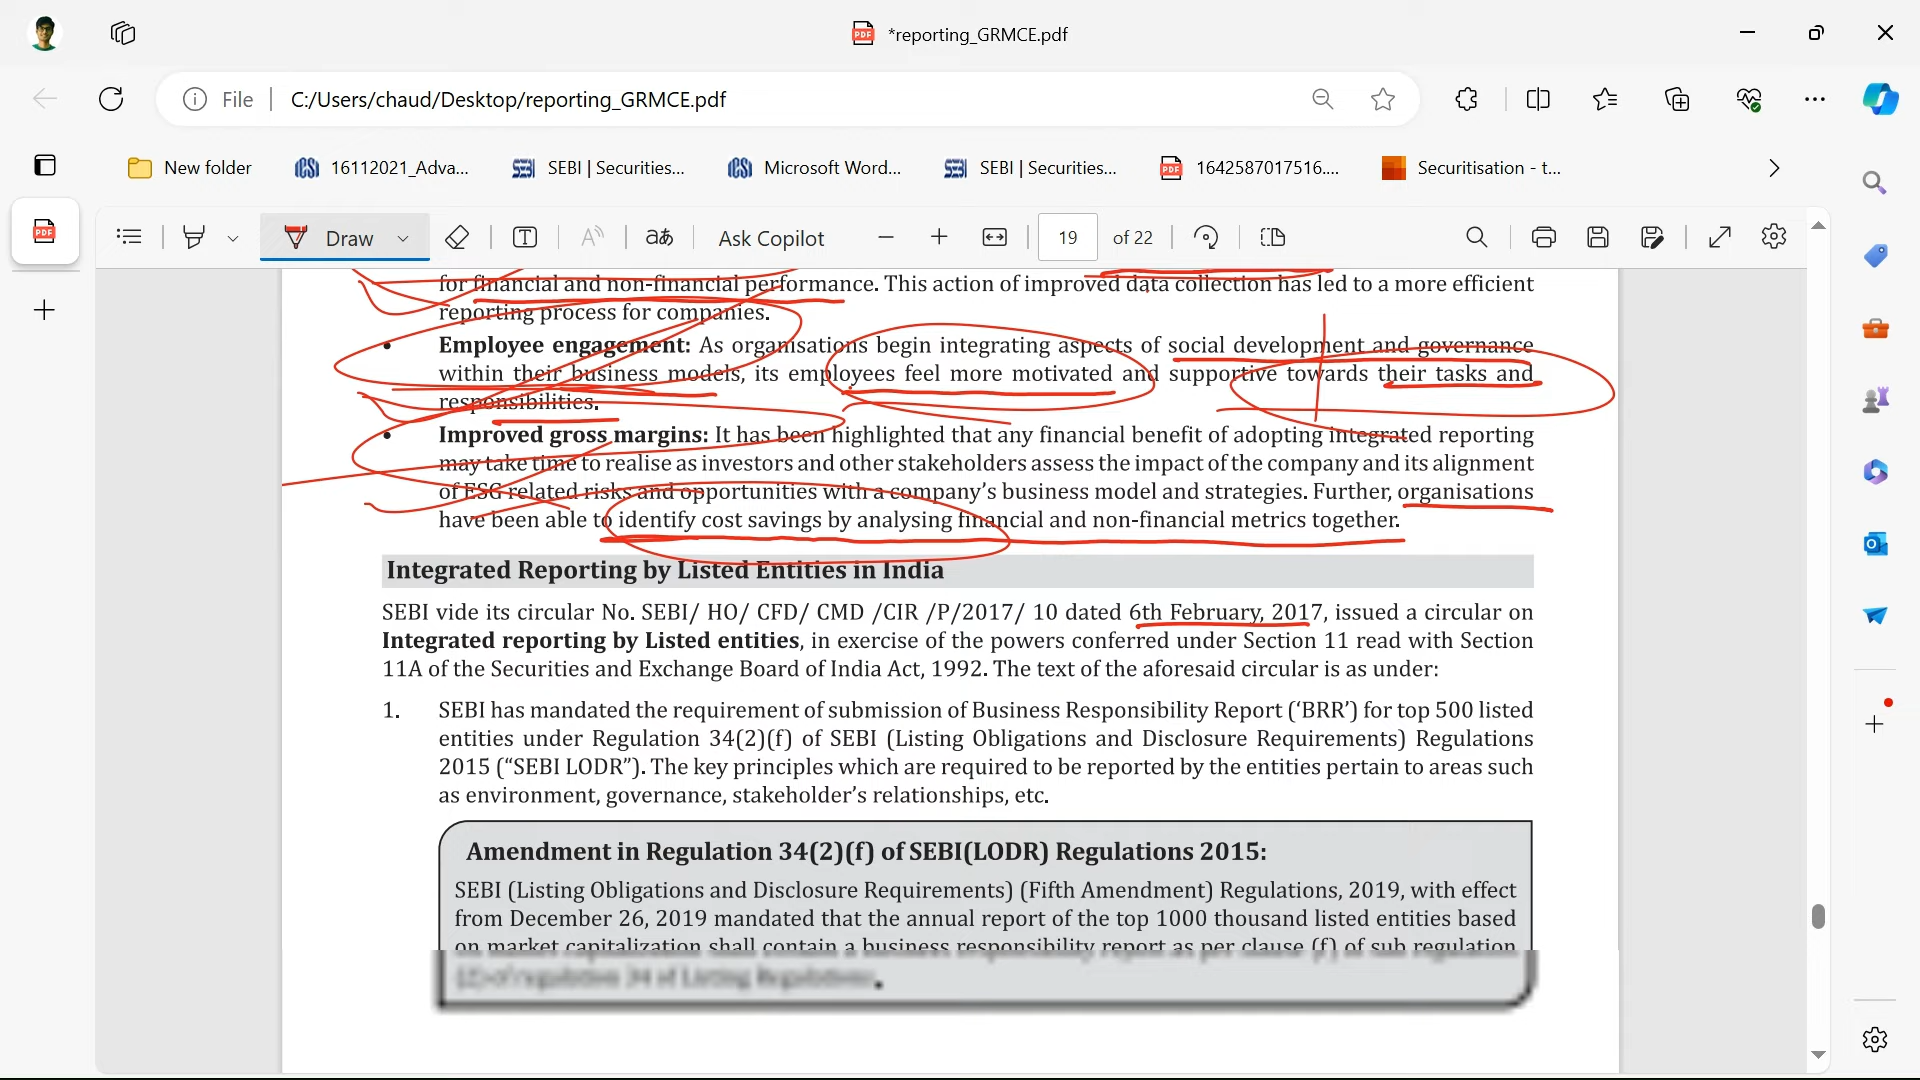 *reporting_GRMCE.pdf
File C:/Users/chaud/Desktop/reporting_GRMCE.pdf
New folder 16112021_Adva... SEBI | Securities... Microsoft Word... SEBI | Securities... 1642587017516.... Securitisation - t...
Draw Ask Copilot 19 of 22
for financial and non-financial performance. This action of improved data collection has led to a more efficient
reporting process for companies.
• Employee engagement: As organisations begin integrating aspects of social development and governance
within their business models, its employees feel more motivated and supportive towards their tasks and
responsibilities.
• Improved gross margins: It has been highlighted that any financial benefit of adopting integrated reporting
may take time to realise as investors and other stakeholders assess the impact of the company and its alignment
of ESG related risks and opportunities with a company’s business model and strategies. Further, organisations
have been able to identify cost savings by analysing financial and non-financial metrics together.
Integrated Reporting by Listed Entities in India
SEBI vide its circular No. SEBI/ HO/ CFD/ CMD /CIR /P/2017/ 10 dated 6th February, 2017, issued a circular on
Integrated reporting by Listed entities, in exercise of the powers conferred under Section 11 read with Section
11A of the Securities and Exchange Board of India Act, 1992. The text of the aforesaid circular is as under:
1. SEBI has mandated the requirement of submission of Business Responsibility Report (‘BRR’) for top 500 listed
entities under Regulation 34(2)(f) of SEBI (Listing Obligations and Disclosure Requirements) Regulations
2015 (“SEBI LODR”). The key principles which are required to be reported by the entities pertain to areas such
as environment, governance, stakeholder’s relationships, etc.
Amendment in Regulation 34(2)(f) of SEBI(LODR) Regulations 2015:
SEBI (Listing Obligations and Disclosure Requirements) (Fifth Amendment) Regulations, 2019, with effect
from December 26, 2019 mandated that the annual report of the top 1000 thousand listed entities based
on market capitalization shall contain a business responsibility report as per clause (f) of sub regulation